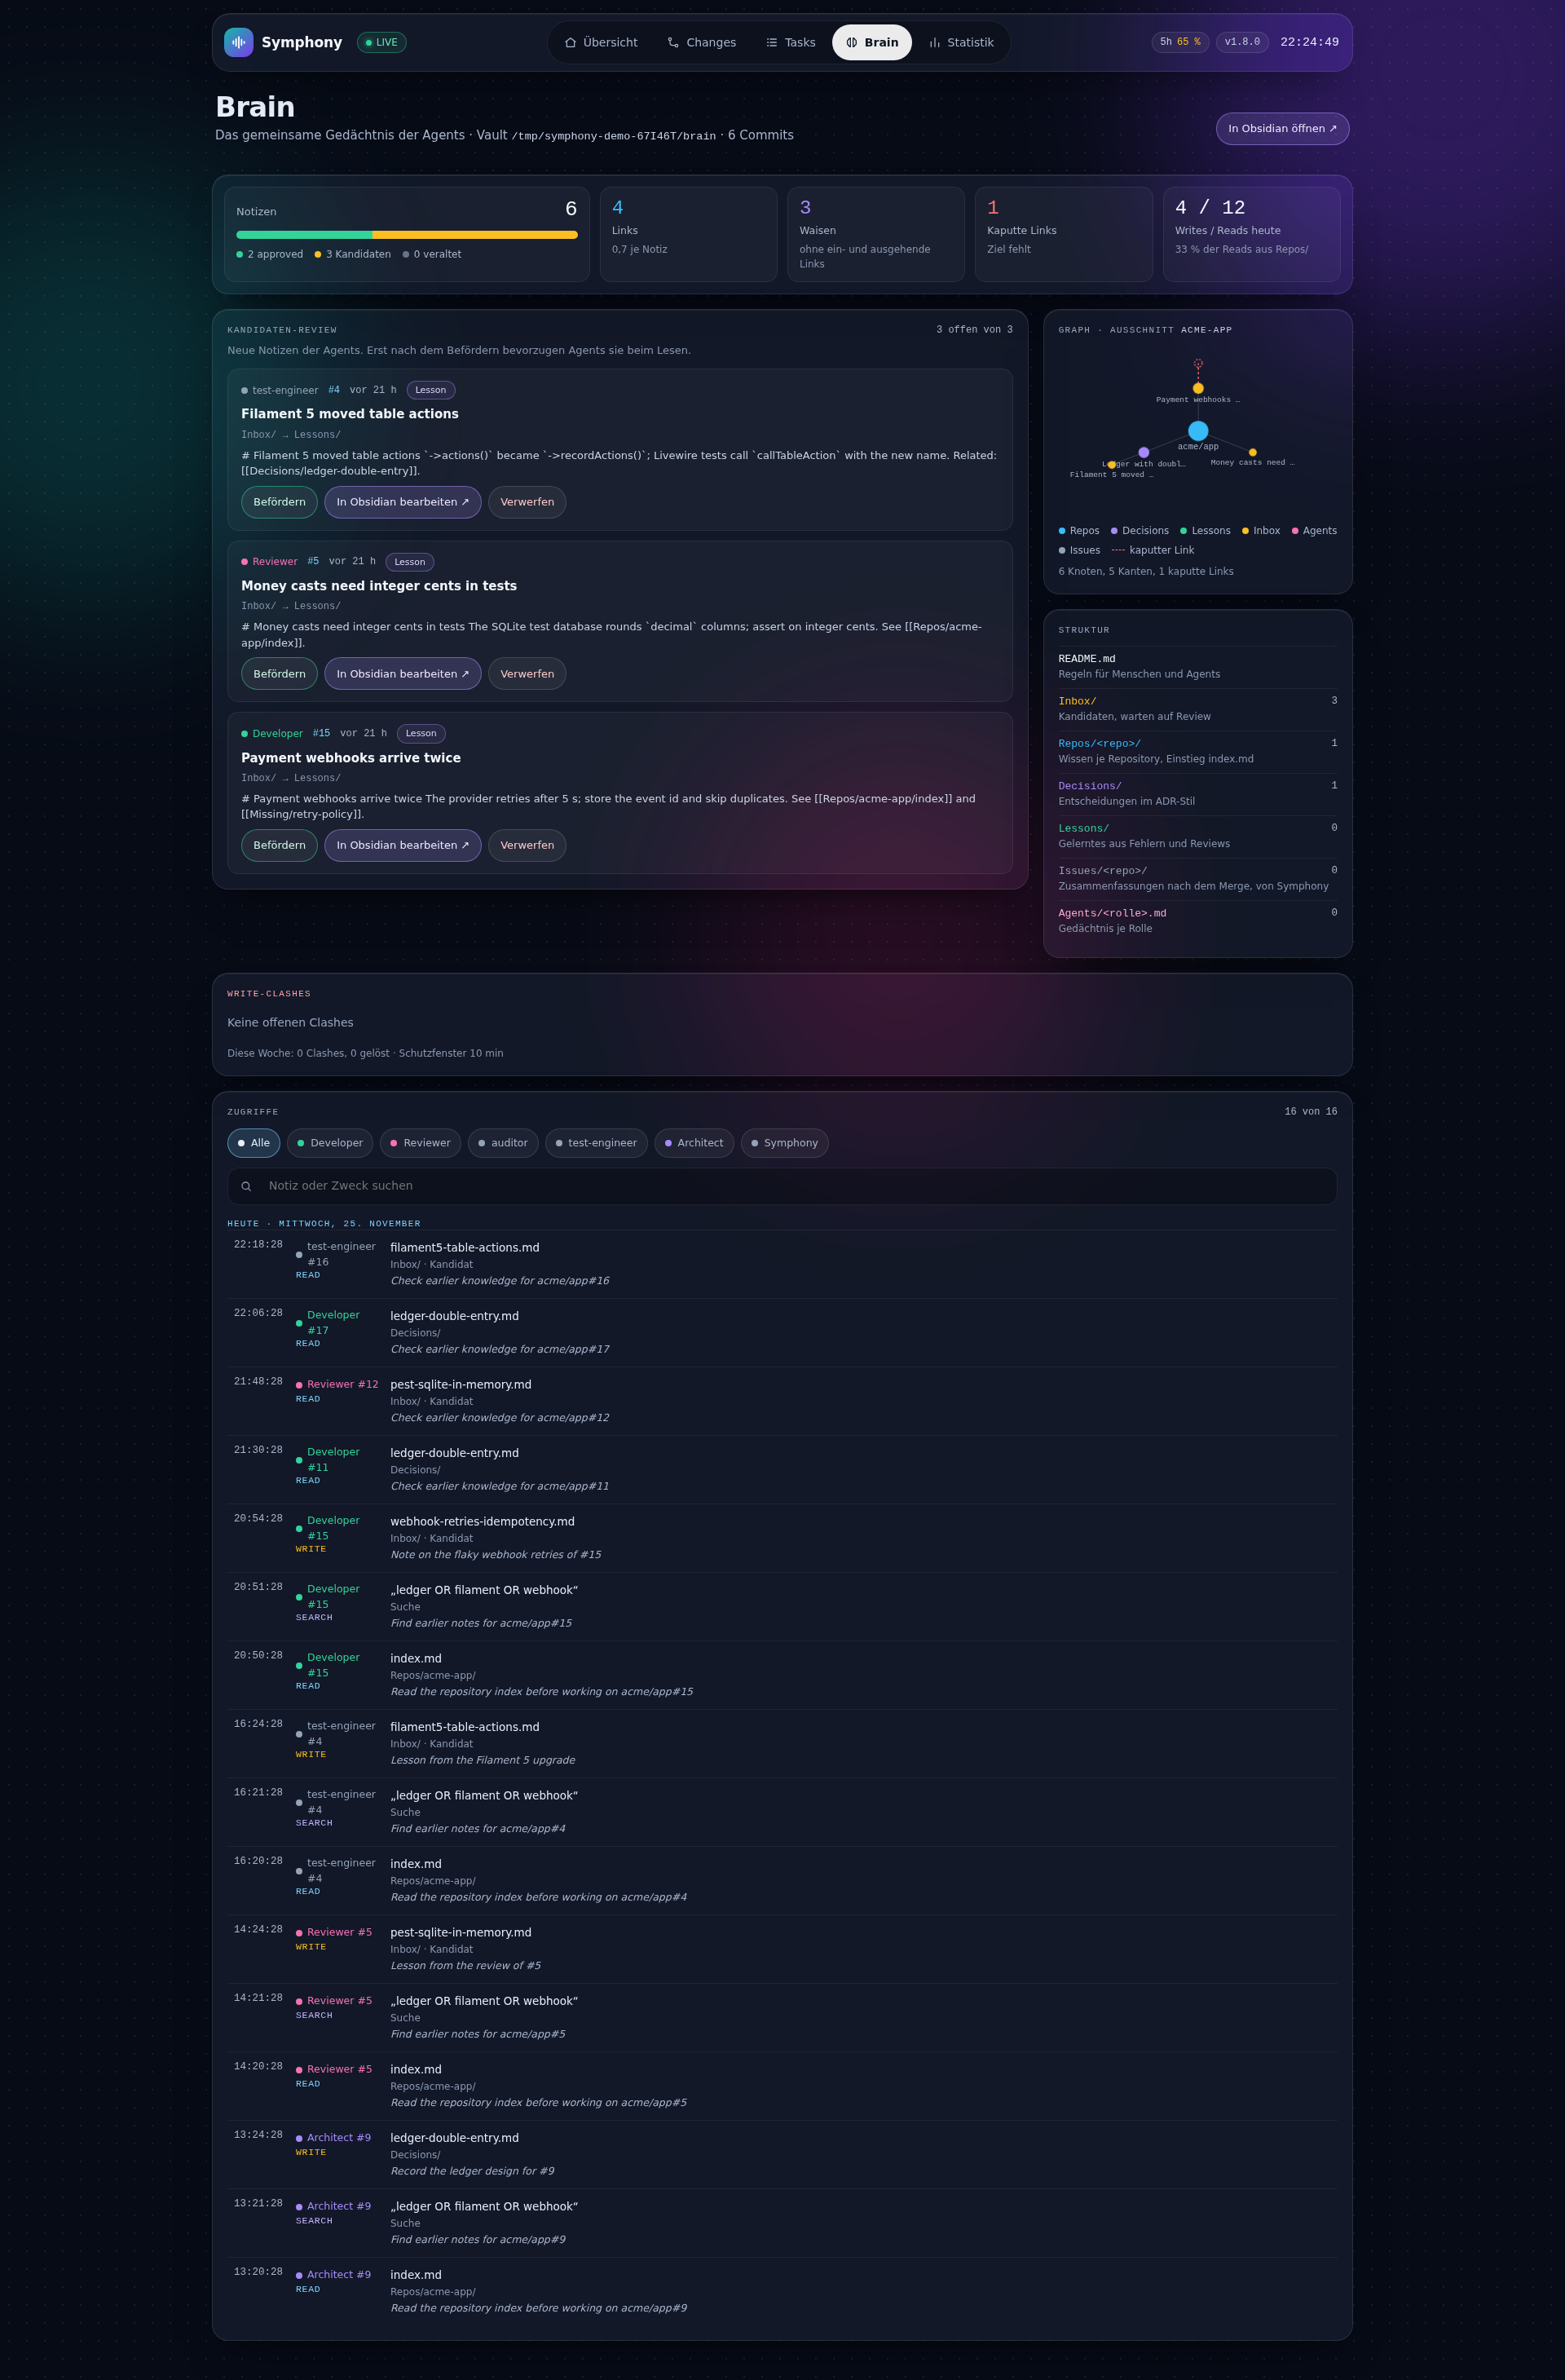 Symphony
LIVE
Übersicht
Changes
Tasks
Brain
Statistik
5h 65 %
v1.8.0
22:24:49
Brain
Das gemeinsame Gedächtnis der Agents · Vault /tmp/symphony-demo-67I46T/brain · 6 Commits
In Obsidian öffnen ↗
Notizen
6
2 approved
3 Kandidaten
0 veraltet
4
Links
0,7 je Notiz
3
Waisen
ohne ein- und ausgehende
Links
1
Kaputte Links
Ziel fehlt
4 / 12
Writes / Reads heute
33 % der Reads aus Repos/
KANDIDATEN-REVIEW
3 offen von 3
Neue Notizen der Agents. Erst nach dem Befördern bevorzugen Agents sie beim Lesen.
test-engineer #4 vor 21 h Lesson
Filament 5 moved table actions
Inbox/ → Lessons/
# Filament 5 moved table actions `->actions()` became `->recordActions()`; Livewire tests call `callTableAction` with the new name. Related:
[[Decisions/ledger-double-entry]].
Befördern
In Obsidian bearbeiten ↗
Verwerfen
Reviewer #5 vor 21 h Lesson
Money casts need integer cents in tests
Inbox/ → Lessons/
# Money casts need integer cents in tests The SQLite test database rounds `decimal` columns; assert on integer cents. See [[Repos/acme-
app/index]].
Befördern
In Obsidian bearbeiten ↗
Verwerfen
Developer #15 vor 21 h Lesson
Payment webhooks arrive twice
Inbox/ → Lessons/
# Payment webhooks arrive twice The provider retries after 5 s; store the event id and skip duplicates. See [[Repos/acme-app/index]] and
[[Missing/retry-policy]].
Befördern
In Obsidian bearbeiten ↗
Verwerfen
GRAPH · AUSSCHNITT ACME-APP
Payment webhooks …
acme/app
Ledger with doubl…
Money casts need …
Filament 5 moved …
Repos
Decisions
Lessons
Inbox
Agents
Issues
kaputter Link
6 Knoten, 5 Kanten, 1 kaputte Links
STRUKTUR
README.md
Regeln für Menschen und Agents
Inbox/ 3
Kandidaten, warten auf Review
Repos/<repo>/ 1
Wissen je Repository, Einstieg index.md
Decisions/ 1
Entscheidungen im ADR-Stil
Lessons/ 0
Gelerntes aus Fehlern und Reviews
Issues/<repo>/ 0
Zusammenfassungen nach dem Merge, von Symphony
Agents/<rolle>.md 0
Gedächtnis je Rolle
WRITE-CLASHES
Keine offenen Clashes
Diese Woche: 0 Clashes, 0 gelöst · Schutzfenster 10 min
ZUGRIFFE
16 von 16
Alle
Developer
Reviewer
auditor
test-engineer
Architect
Symphony
Notiz oder Zweck suchen
HEUTE · MITTWOCH, 25. NOVEMBER
22:18:28
test-engineer
#16
READ
filament5-table-actions.md
Inbox/ · Kandidat
Check earlier knowledge for acme/app#16
22:06:28
Developer
#17
READ
ledger-double-entry.md
Decisions/
Check earlier knowledge for acme/app#17
21:48:28
Reviewer #12
READ
pest-sqlite-in-memory.md
Inbox/ · Kandidat
Check earlier knowledge for acme/app#12
21:30:28
Developer
#11
READ
ledger-double-entry.md
Decisions/
Check earlier knowledge for acme/app#11
20:54:28
Developer
#15
WRITE
webhook-retries-idempotency.md
Inbox/ · Kandidat
Note on the flaky webhook retries of #15
20:51:28
Developer
#15
SEARCH
„ledger OR filament OR webhook“
Suche
Find earlier notes for acme/app#15
20:50:28
Developer
#15
READ
index.md
Repos/acme-app/
Read the repository index before working on acme/app#15
16:24:28
test-engineer
#4
WRITE
filament5-table-actions.md
Inbox/ · Kandidat
Lesson from the Filament 5 upgrade
16:21:28
test-engineer
#4
SEARCH
„ledger OR filament OR webhook“
Suche
Find earlier notes for acme/app#4
16:20:28
test-engineer
#4
READ
index.md
Repos/acme-app/
Read the repository index before working on acme/app#4
14:24:28
Reviewer #5
WRITE
pest-sqlite-in-memory.md
Inbox/ · Kandidat
Lesson from the review of #5
14:21:28
Reviewer #5
SEARCH
„ledger OR filament OR webhook“
Suche
Find earlier notes for acme/app#5
14:20:28
Reviewer #5
READ
index.md
Repos/acme-app/
Read the repository index before working on acme/app#5
13:24:28
Architect #9
WRITE
ledger-double-entry.md
Decisions/
Record the ledger design for #9
13:21:28
Architect #9
SEARCH
„ledger OR filament OR webhook“
Suche
Find earlier notes for acme/app#9
13:20:28
Architect #9
READ
index.md
Repos/acme-app/
Read the repository index before working on acme/app#9